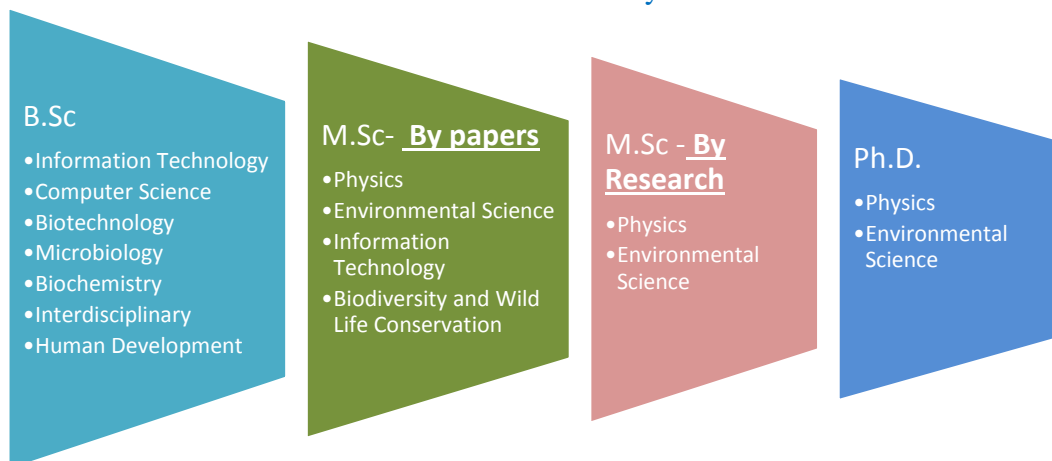 B.Sc
•Information Technology
•Computer Science
•Biotechnology
•Microbiology
•Biochemistry
•Interdisciplinary
•Human Development
M.Sc- By papers
•Physics
•Environmental Science
•Information
Technology
•Biodiversity and Wild
Life Conservation
M.Sc - By
Research
•Physics
•Environmental
Science
Ph.D.
•Physics
•Environmental
Science